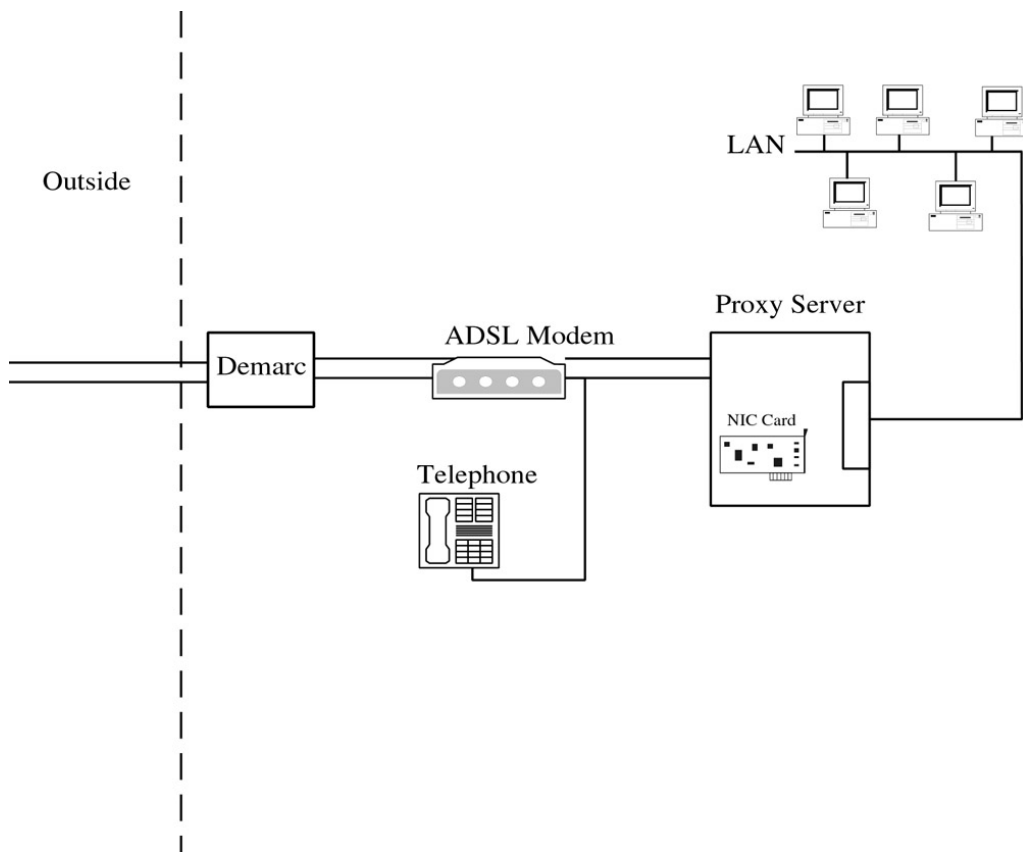 LAN
Outside
Proxy Server
ADSL Modem
Demarc
NIC Card
Telephone